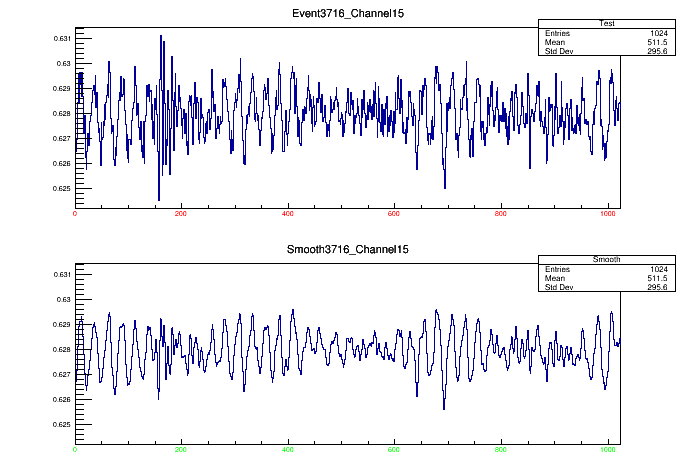 Event3716_Channel15
Test
Entries 1024
Mean 511.5
Std Dev 295.6
0.631
0.63
0.629
0.628
0.627
0.626
0.625
0 200 400 600 800 1000
Smooth3716_Channel15
Smooth
Entries 1024
Mean 511.5
Std Dev 295.6
0.631
0.63
0.629
0.628
0.627
0.626
0.625
0 200 400 600 800 1000